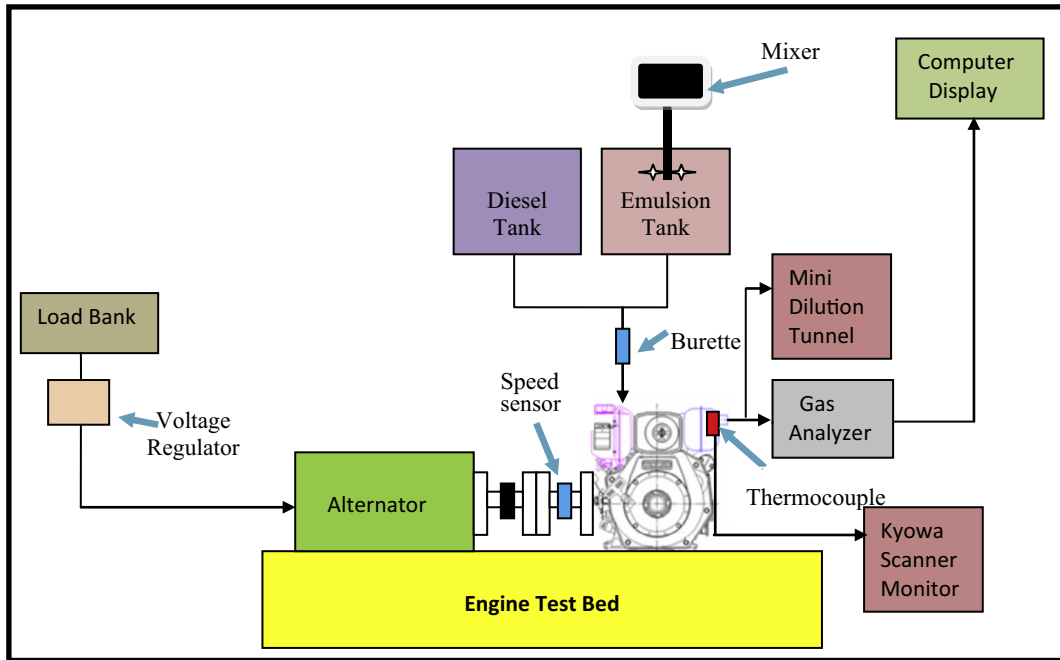 Mixer
Computer
Display
Diesel
Tank
Emulsion
Tank
Mini
Dilution
Tunnel
Load Bank
Burette
Speed
sensor
Voltage
Regulator
Gas
Analyzer
Alternator
Thermocouple
Kyowa
Scanner
Monitor
Engine Test Bed